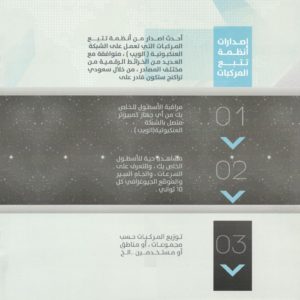 إصدارات
أنظمة
تتبع
المركبات
أحدث إصدار من أنظمة تتبع
المركبات التي تعمل على الشبكة
العنكبوتية (الويب) ، متوافقة مع
العديد من الخرائط الرقمية من
مختلف المصادر ، من خلال سعودي
تراكنج ستكون قادر على
01
مراقبة الأسطول الخاص
بك من أي جهاز كمبيوتر
متصل بالشبكة
العنكبوتية (الويب) .
02
مشاهدة حية للأسطول
الخاص بك ، والتعرف على
السرعات ، واتجاه السير
والموقع الجيوغرافي كل
10 ثواني .
03
توزيع المركبات حسب
مجموعات ، أو مناطق
أو مستخدمين ..الخ